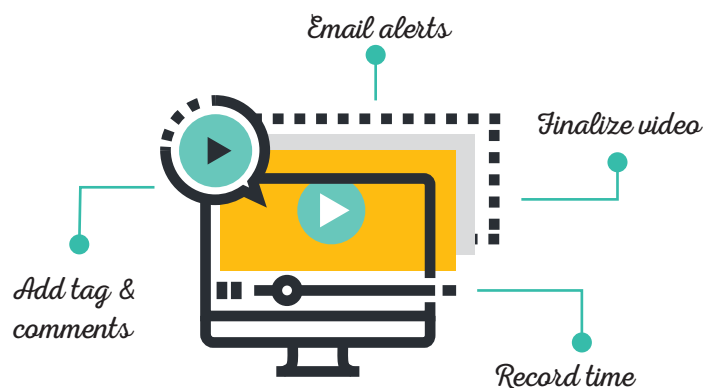 Email alerts
Finalize video
Add tag &
comments
Record time